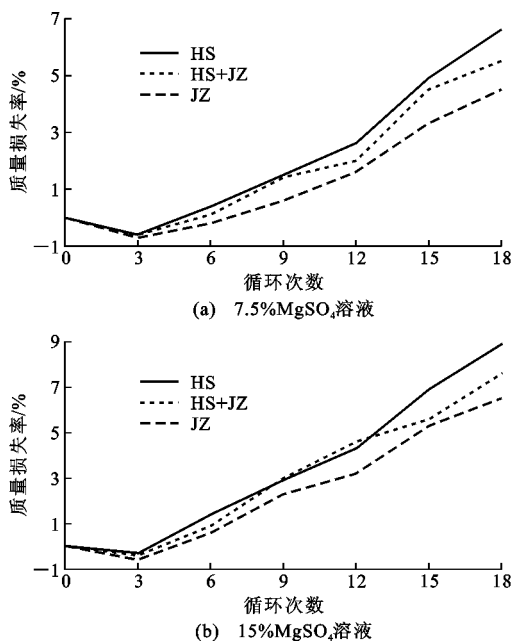 7
HS
HS+JZ
JZ
5
3
1
−1
质量损失率/%
0 3 6 9 12 15 18
循环次数
(a) 7.5%MgSO₄溶液
9
HS
HS+JZ
JZ
7
5
3
1
−1
质量损失率/%
0 3 6 9 12 15 18
循环次数
(b) 15%MgSO₄溶液